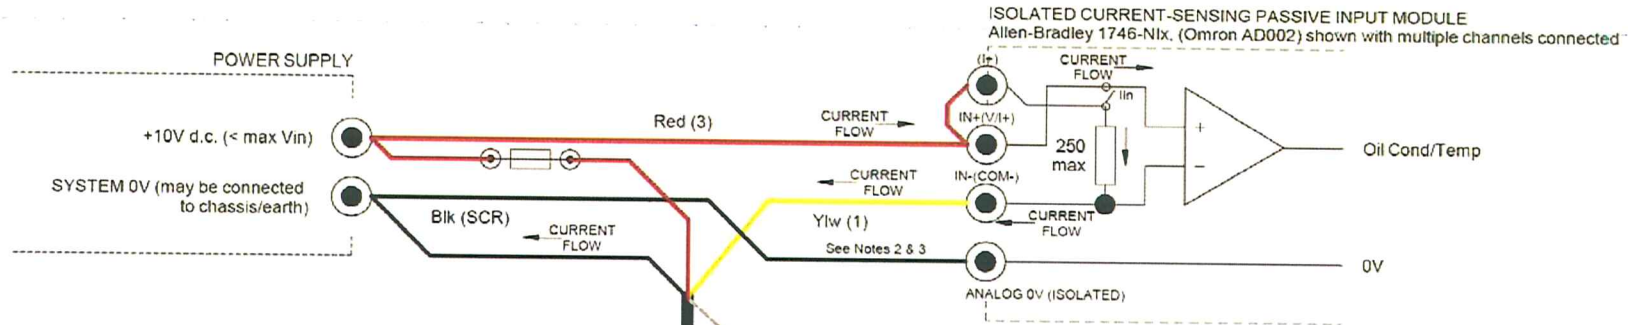 ISOLATED CURRENT-SENSING PASSIVE INPUT MODULE
Allen-Bradley 1746-NIx, (Omron AD002) shown with multiple channels connected
POWER SUPPLY
(I+)
CURRENT
FLOW
IIn
+10V d.c. (< max Vin)
Red (3)
CURRENT
FLOW
IN+(V/I+)
+
250
max
Oil Cond/Temp
SYSTEM 0V (may be connected
to chassis/earth)
CURRENT
FLOW
IN-(COM-)
−
Blk (SCR)
CURRENT
FLOW
Ylw (1)
CURRENT
FLOW
See Notes 2 & 3
0V
ANALOG 0V (ISOLATED)